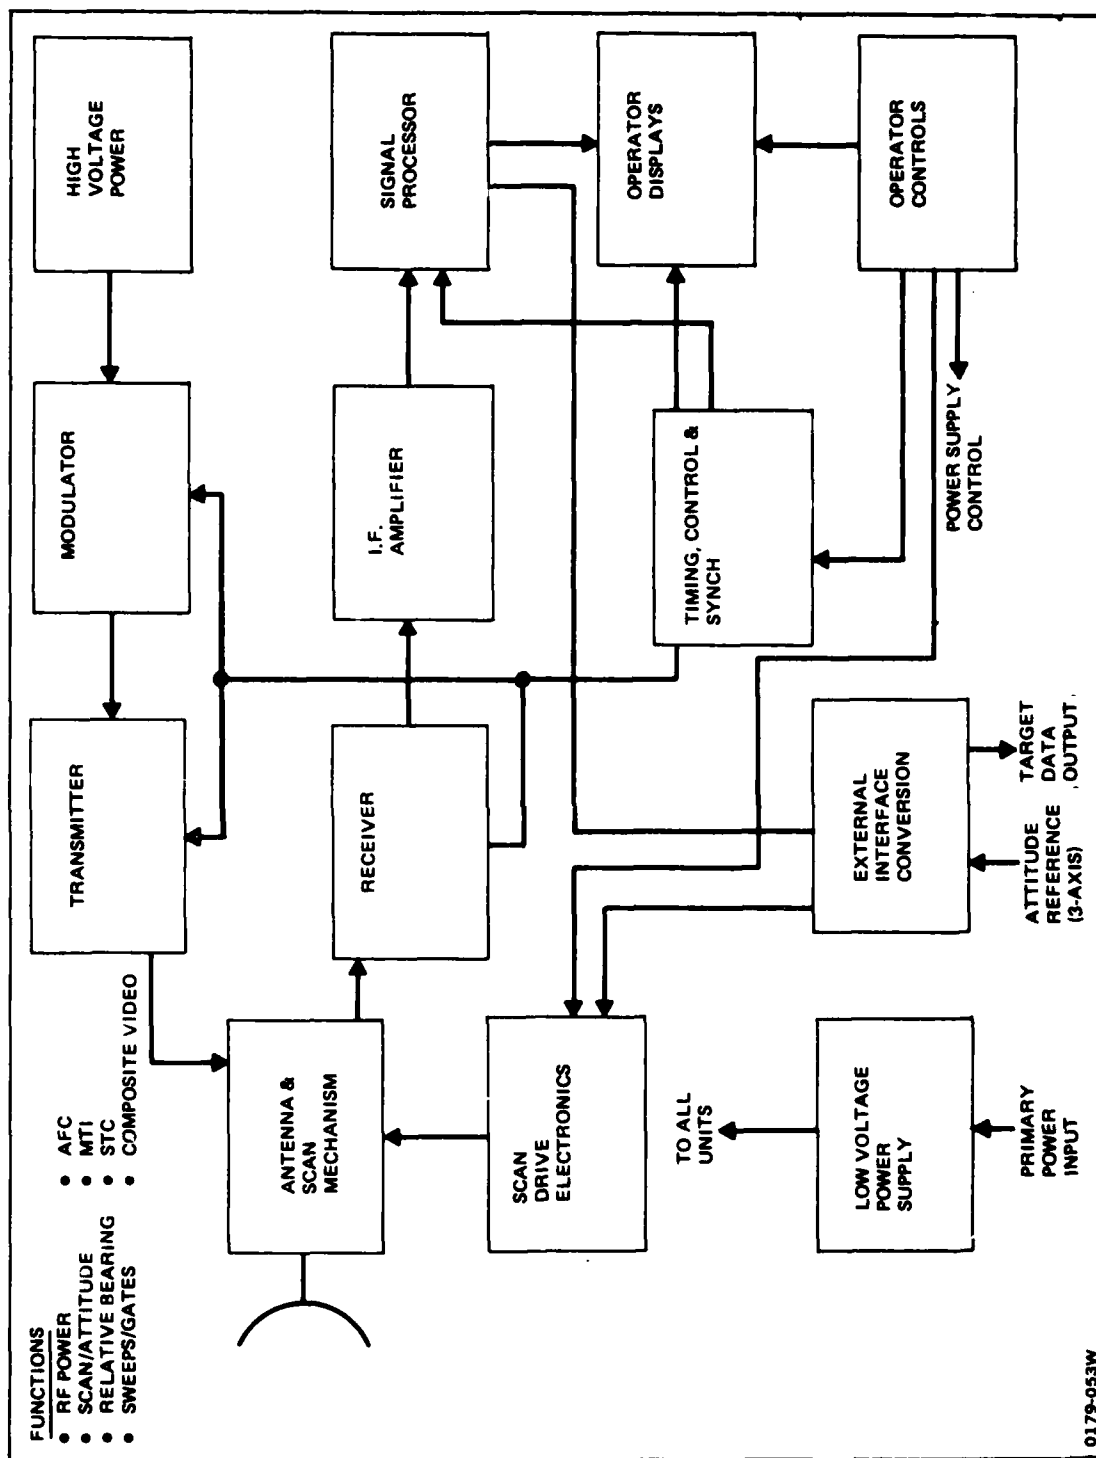 FUNCTIONS
• RF POWER
• SCAN/ATTITUDE
• RELATIVE BEARING
• SWEEPS/GATES
• AFC
• MTI
• STC
• COMPOSITE VIDEO
TRANSMITTER
MODULATOR
HIGH
VOLTAGE
POWER
ANTENNA &
SCAN
MECHANISM
RECEIVER
I.F.
AMPLIFIER
SIGNAL
PROCESSOR
SCAN
DRIVE
ELECTRONICS
OPERATOR
DISPLAYS
TO ALL
UNITS
TIMING, CONTROL &
SYNCH
LOW VOLTAGE
POWER
SUPPLY
EXTERNAL
INTERFACE
CONVERSION
OPERATOR
CONTROLS
POWER SUPPLY
CONTROL
PRIMARY
POWER
INPUT
ATTITUDE
REFERENCE
(3-AXIS)
TARGET
DATA
OUTPUT
0179-053W